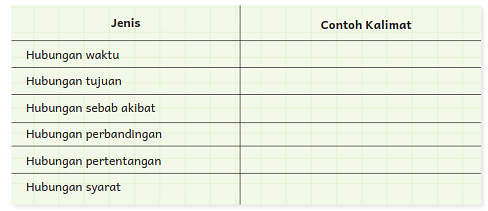 Jenis Contoh Kalimat
Hubungan waktu
Hubungan tujuan
Hubungan sebab akibat
Hubungan perbandingan
Hubungan pertentangan
Hubungan syarat